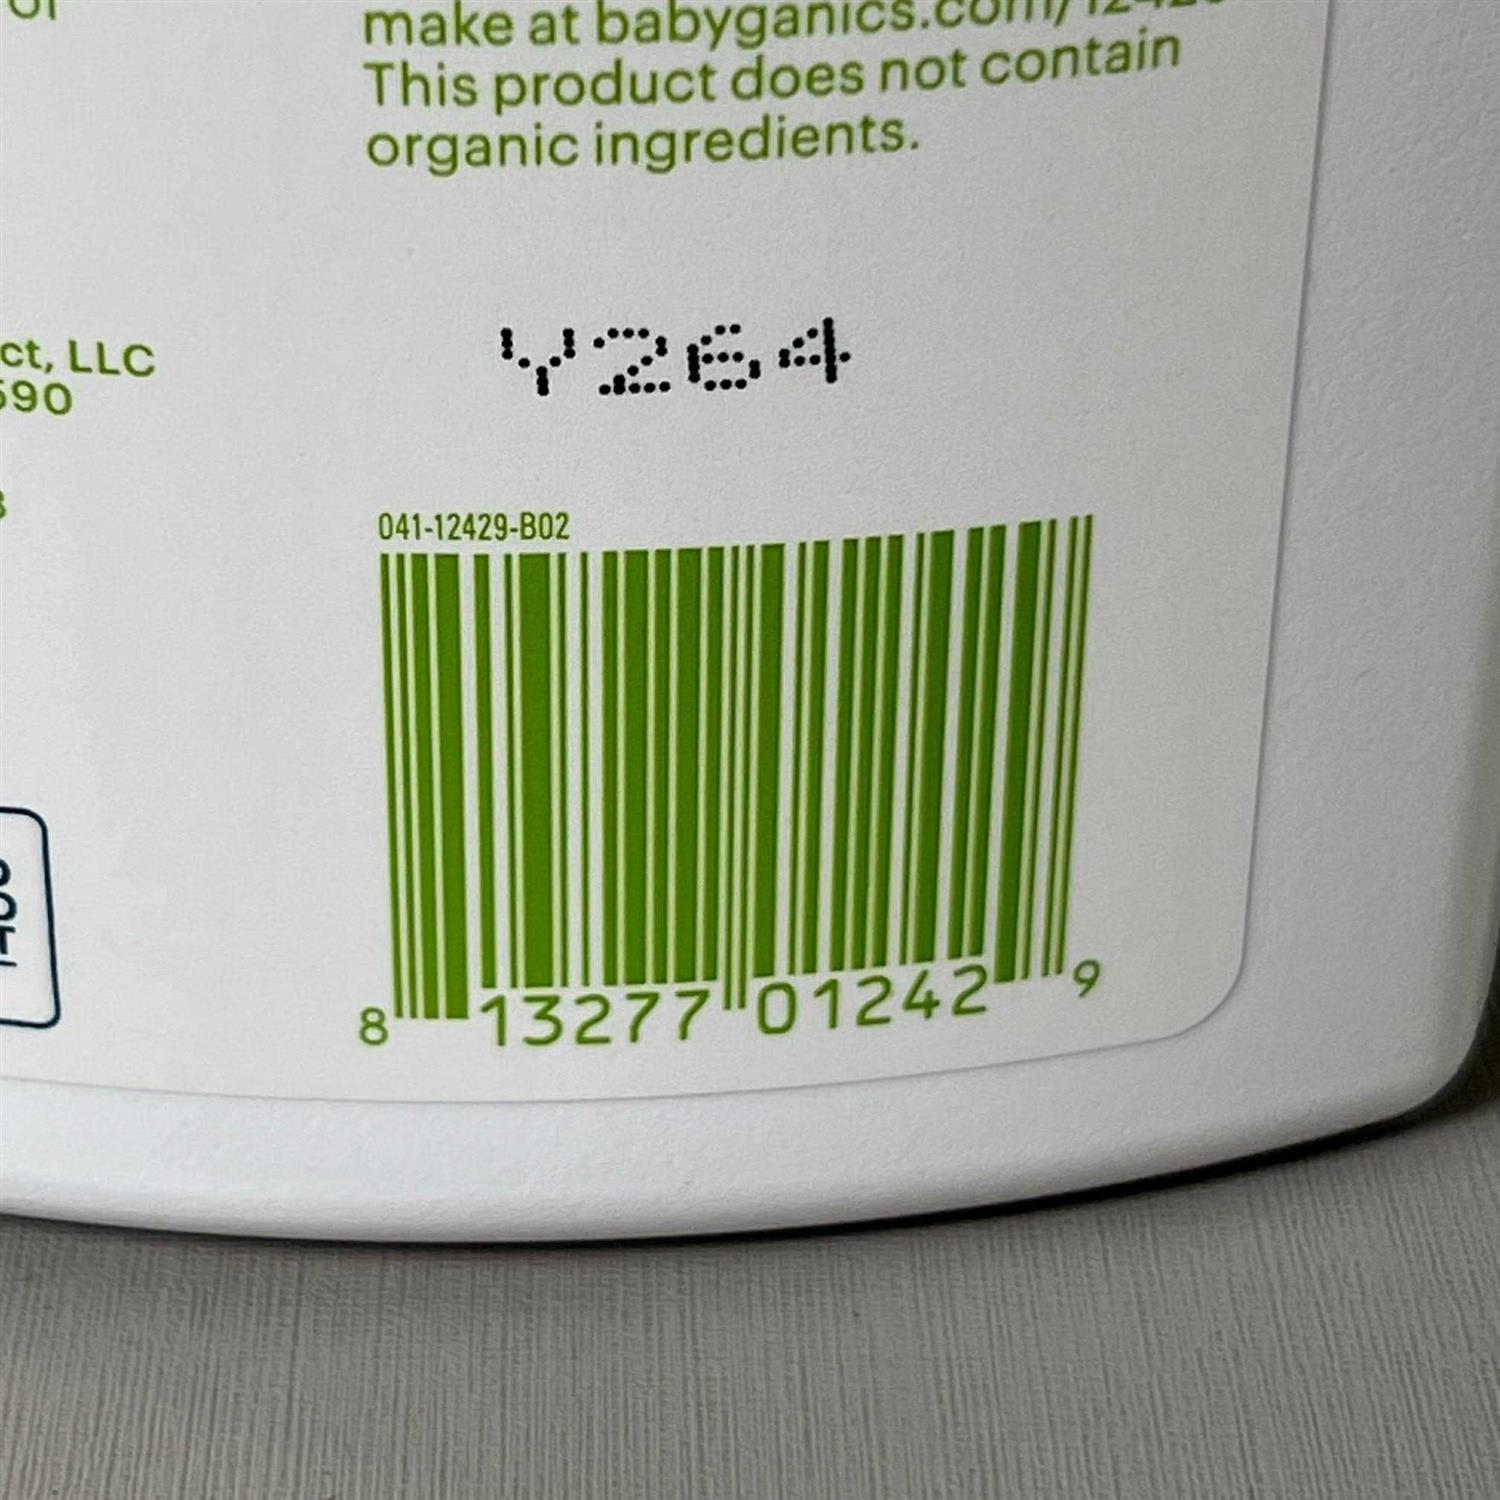 make at babyganics.com/12429
This product does not contain
organic ingredients.
ct, LLC
590
Y264
041-12429-B02
8 13277 01242 9